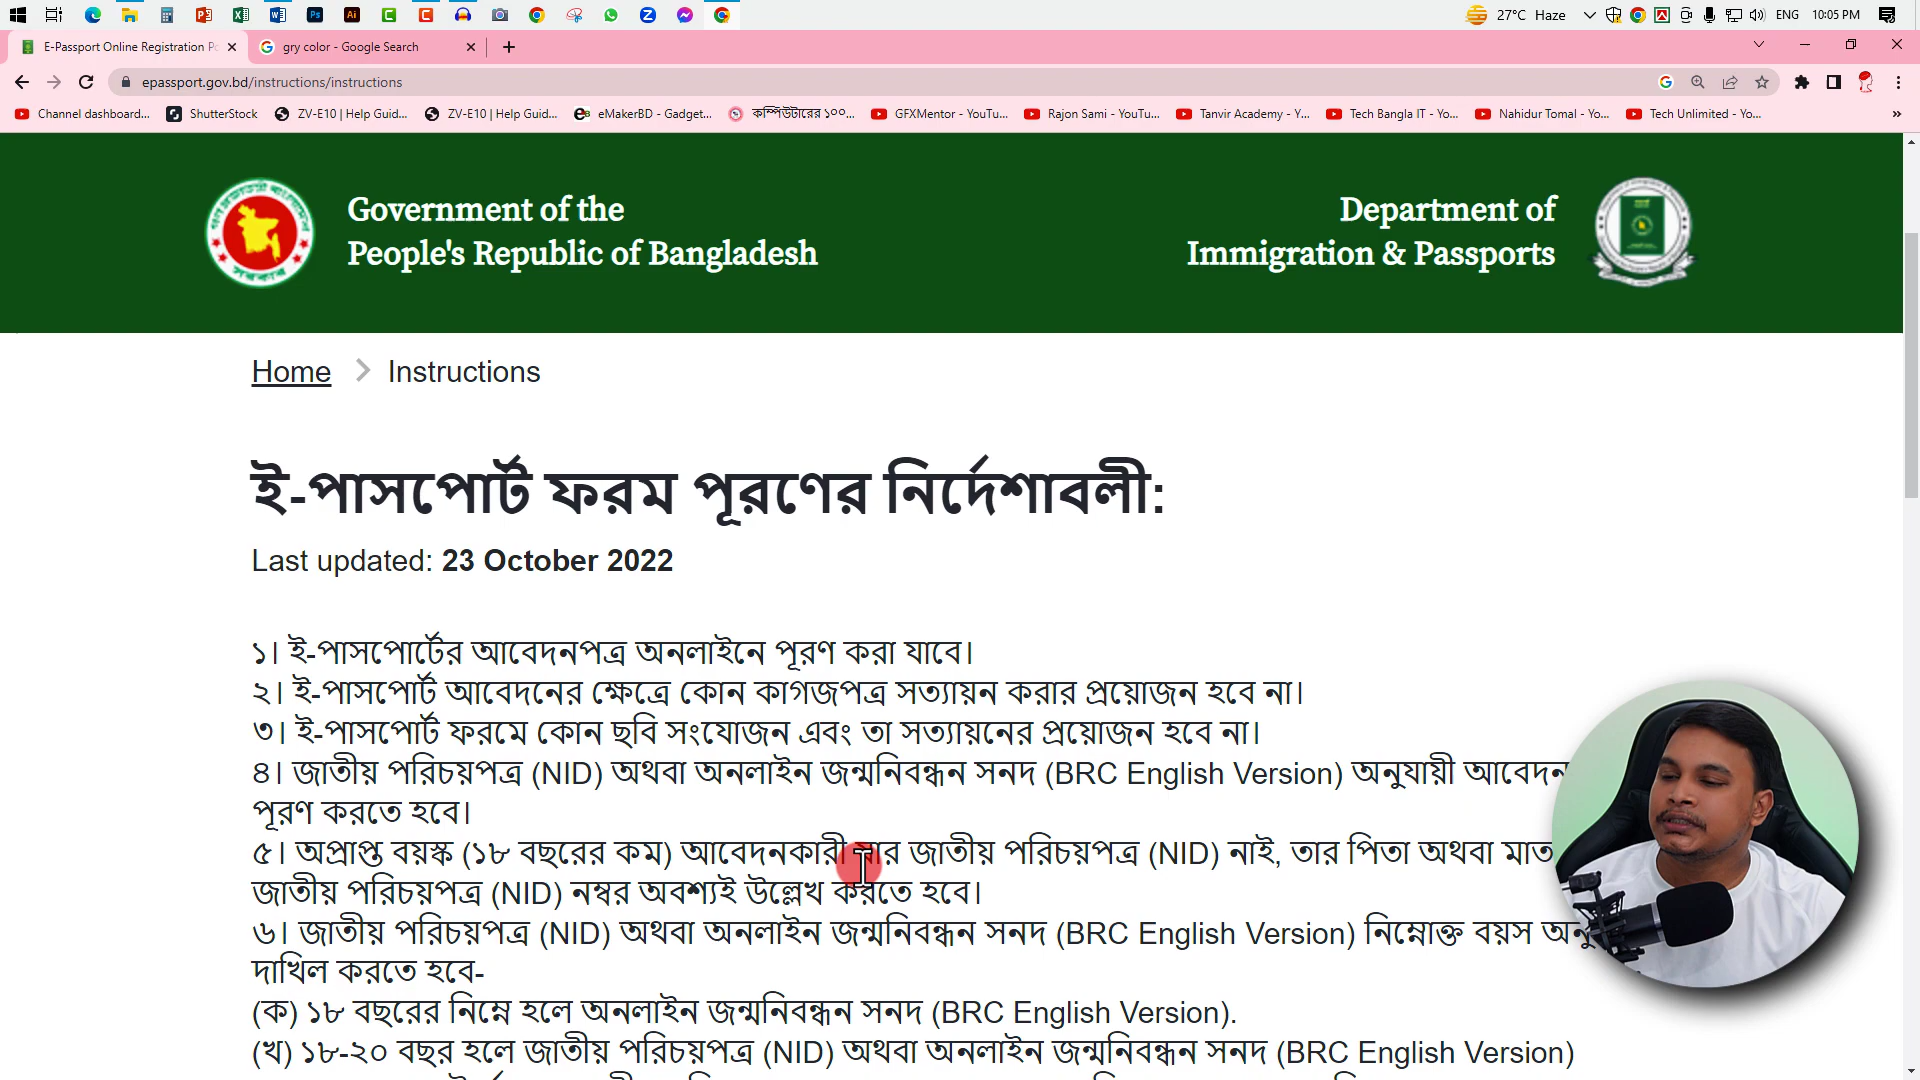 27°C Haze ENG 10:05 PM
E-Passport Online Registration Po gry color - Google Search
epassport.gov.bd/instructions/instructions
Channel dashboard... ShutterStock ZV-E10 | Help Guid... ZV-E10 | Help Guid... eMakerBD - Gadget... কম্পিউটারের ১০০... GFXMentor - YouTu... Rajon Sami - YouTu... Tanvir Academy - Y... Tech Bangla IT - Yo... Nahidur Tomal - Yo... Tech Unlimited - Yo... »
Government of the
People's Republic of Bangladesh
Department of
Immigration & Passports
Home Instructions
ই-পাসপোর্ট ফরম পূরণের নির্দেশাবলী:
Last updated: 23 October 2022
১। ই-পাসপোর্টের আবেদনপত্র অনলাইনে পূরণ করা যাবে।
২। ই-পাসপোর্ট আবেদনের ক্ষেত্রে কোন কাগজপত্র সত্যায়ন করার প্রয়োজন হবে না।
৩। ই-পাসপোর্ট ফরমে কোন ছবি সংযোজন এবং তা সত্যায়নের প্রয়োজন হবে না।
৪। জাতীয় পরিচয়পত্র (NID) অথবা অনলাইন জন্মনিবন্ধন সনদ (BRC English Version) অনুযায়ী আবেদন
পূরণ করতে হবে।
৫। অপ্রাপ্ত বয়স্ক (১৮ বছরের কম) আবেদনকারী যার জাতীয় পরিচয়পত্র (NID) নাই, তার পিতা অথবা মাত
জাতীয় পরিচয়পত্র (NID) নম্বর অবশ্যই উল্লেখ করতে হবে।
৬। জাতীয় পরিচয়পত্র (NID) অথবা অনলাইন জন্মনিবন্ধন সনদ (BRC English Version) নিম্নোক্ত বয়স অনু
দাখিল করতে হবে-
(ক) ১৮ বছরের নিম্নে হলে অনলাইন জন্মনিবন্ধন সনদ (BRC English Version).
(খ) ১৮-২০ বছর হলে জাতীয় পরিচয়পত্র (NID) অথবা অনলাইন জন্মনিবন্ধন সনদ (BRC English Version)